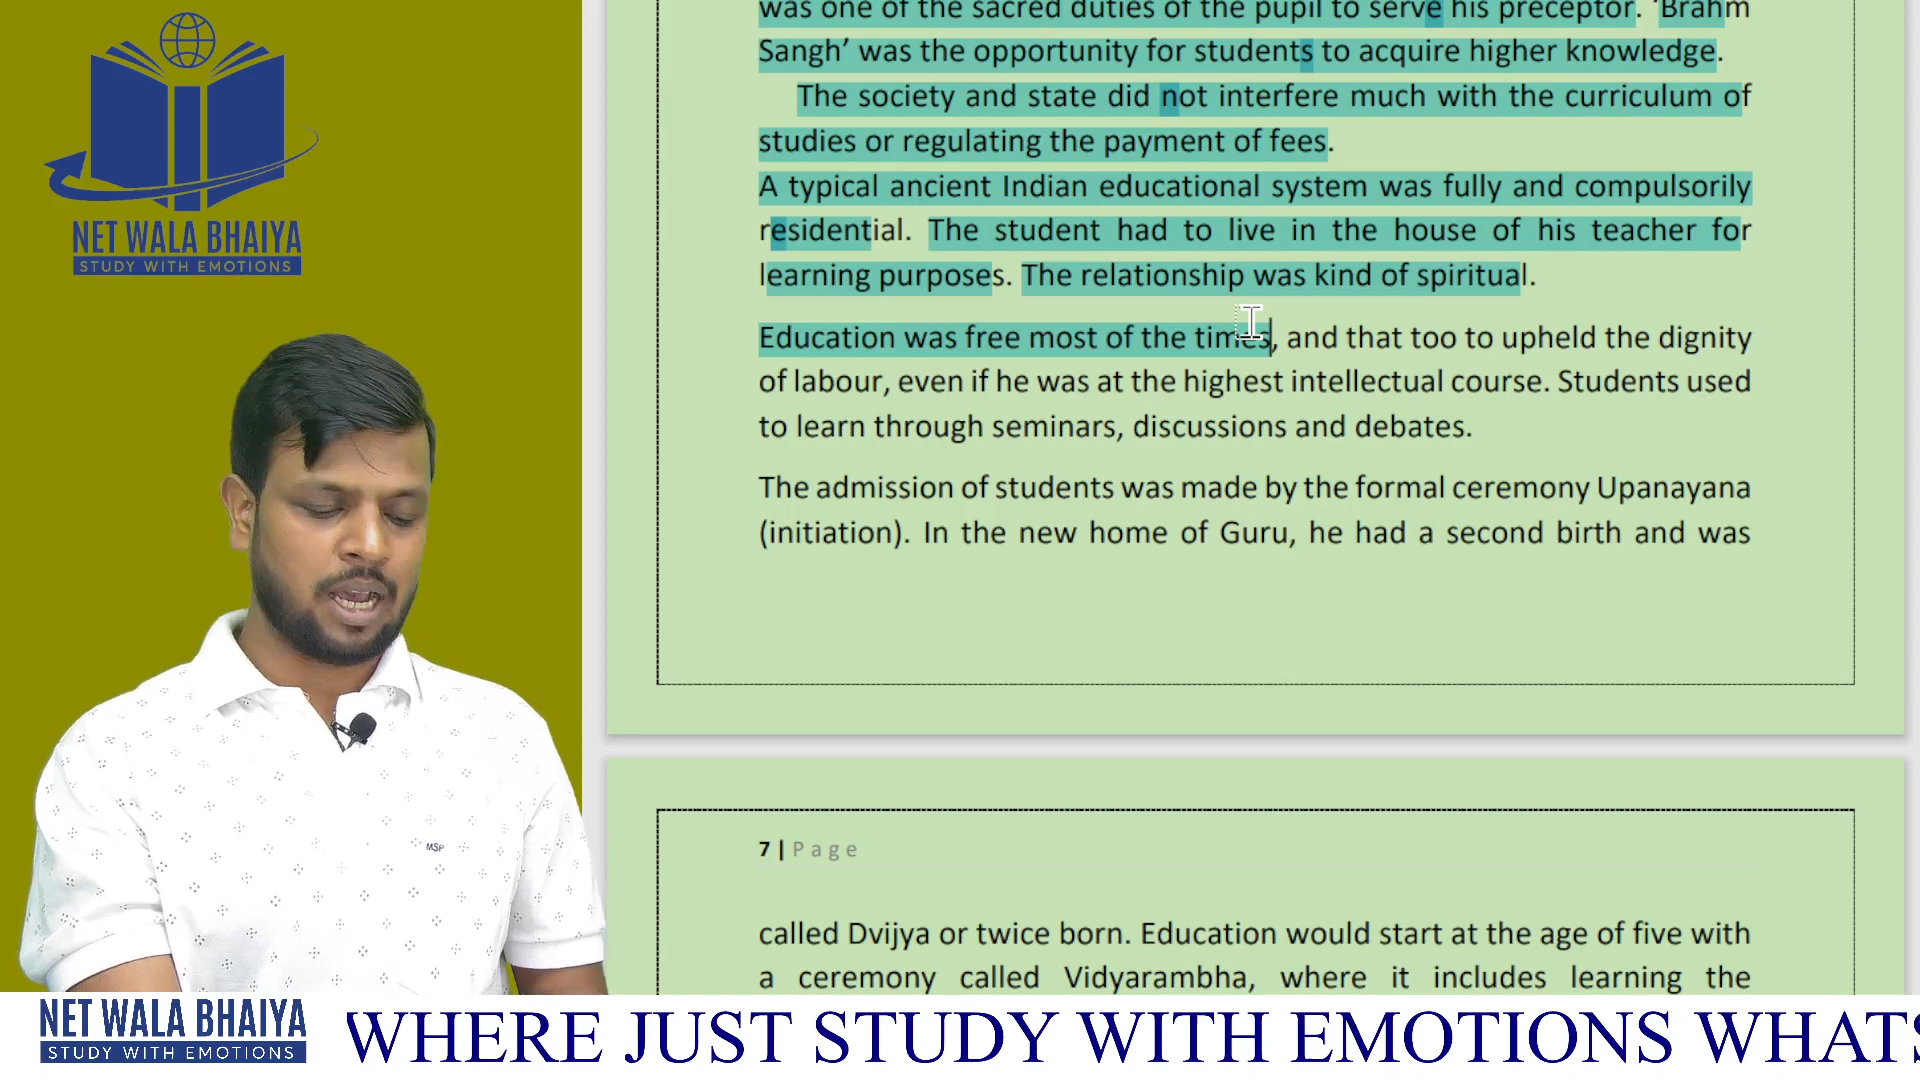 NET WALA BHAIYA
STUDY WITH EMOTIONS
was one of the sacred duties of the pupil to serve his preceptor. ‘Brahm
Sangh’ was the opportunity for students to acquire higher knowledge.
The society and state did not interfere much with the curriculum of
studies or regulating the payment of fees.
A typical ancient Indian educational system was fully and compulsorily
residential. The student had to live in the house of his teacher for
learning purposes. The relationship was kind of spiritual.
Education was free most of the times, and that too to upheld the dignity
of labour, even if he was at the highest intellectual course. Students used
to learn through seminars, discussions and debates.
The admission of students was made by the formal ceremony Upanayana
(initiation). In the new home of Guru, he had a second birth and was
MSP
7 | Page
called Dvijya or twice born. Education would start at the age of five with
a ceremony called Vidyarambha, where it includes learning the
NET WALA BHAIYA
STUDY WITH EMOTIONS
WHERE JUST STUDY WITH EMOTIONS WHATS